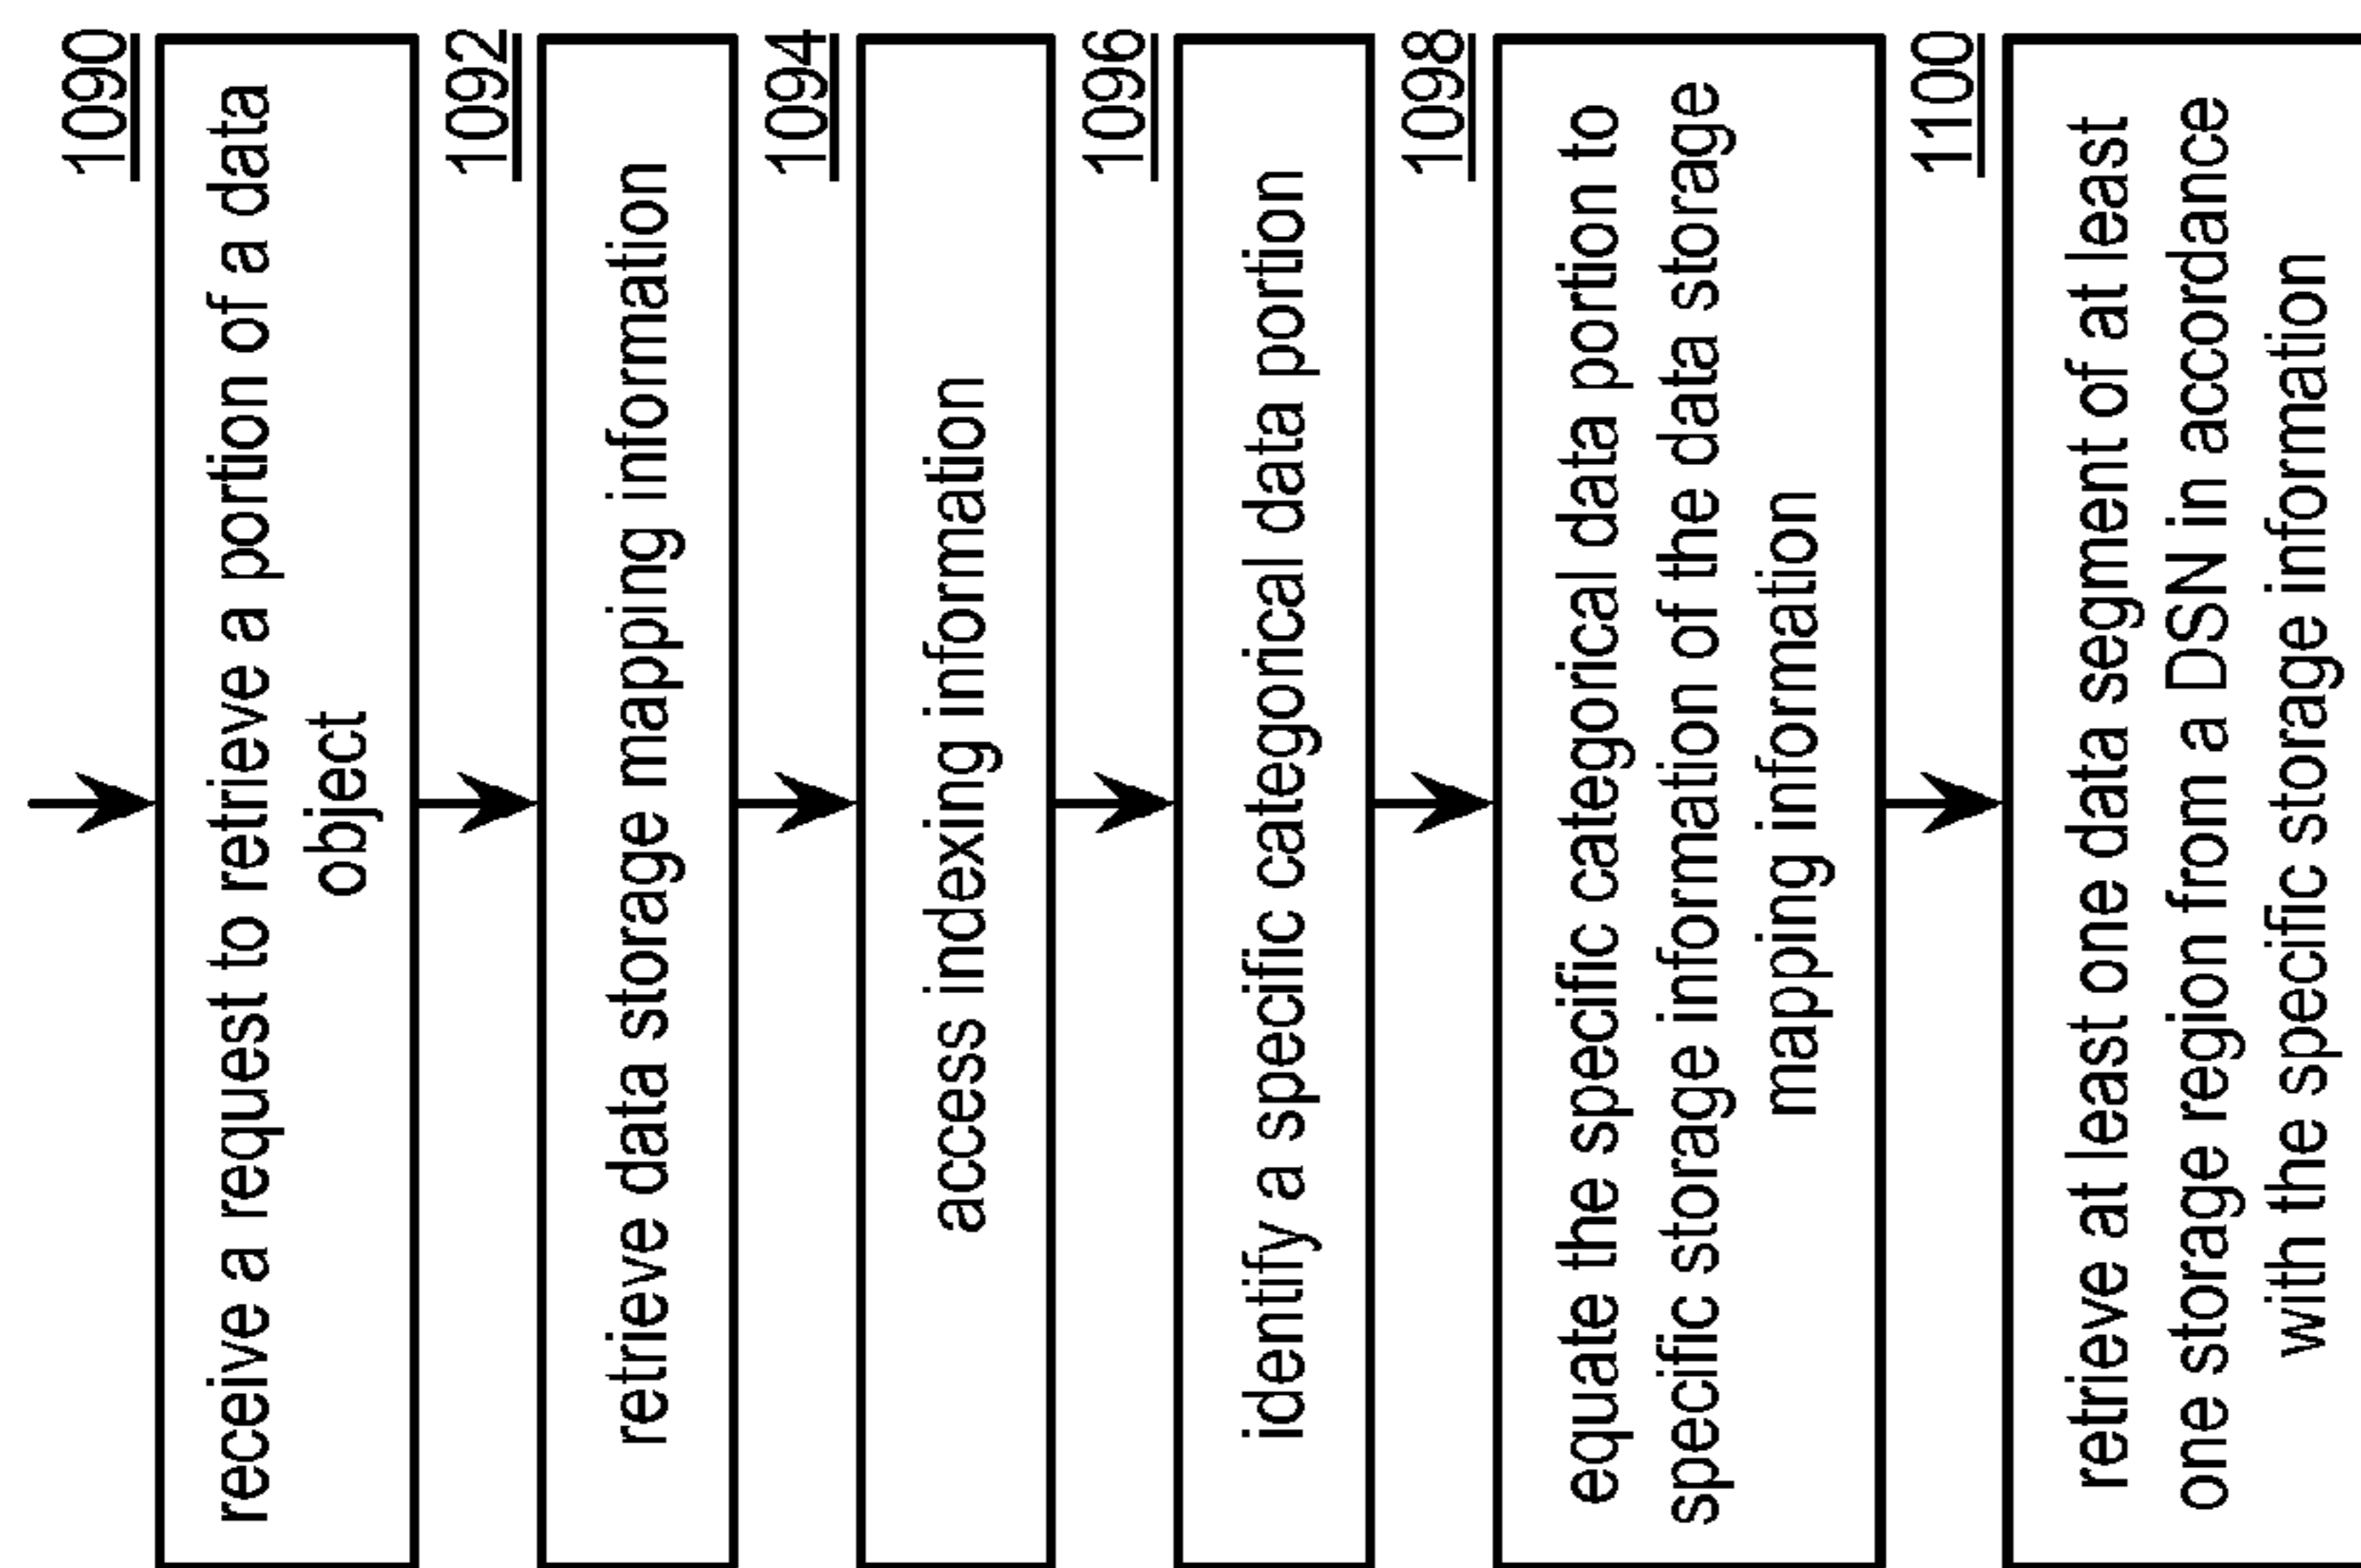 1090
receive a request to retrieve a portion of a data
object
1092
retrieve data storage mapping information
1094
access indexing information
1096
identify a specific categorical data portion
1098
equate the specific categorical data portion to
specific storage information of the data storage
mapping information
1100
retrieve at least one data segment of at least
one storage region from a DSN in accordance
with the specific storage information